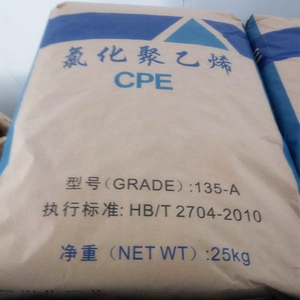 氯化聚乙烯
CPE
型号(GRADE):135-A
执行标准: HB/T 2704-2010
净重(NET WT):25kg